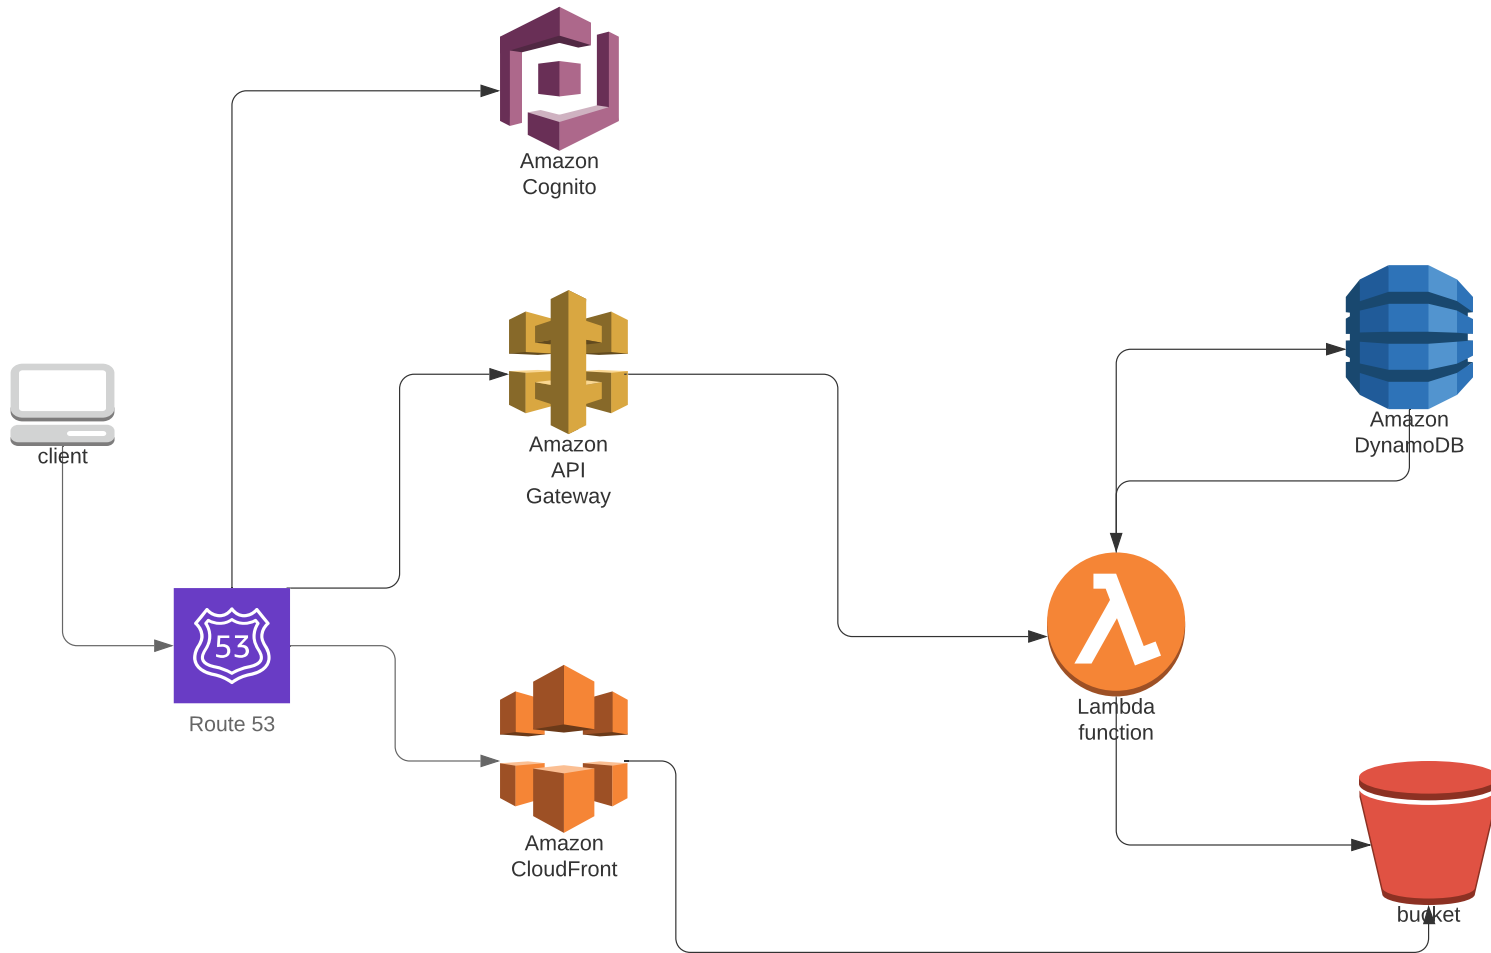 Amazon
Cognito
Amazon
API
Gateway
client
Amazon
DynamoDB
53
Route 53
Lambda
function
Amazon
CloudFront
bucket